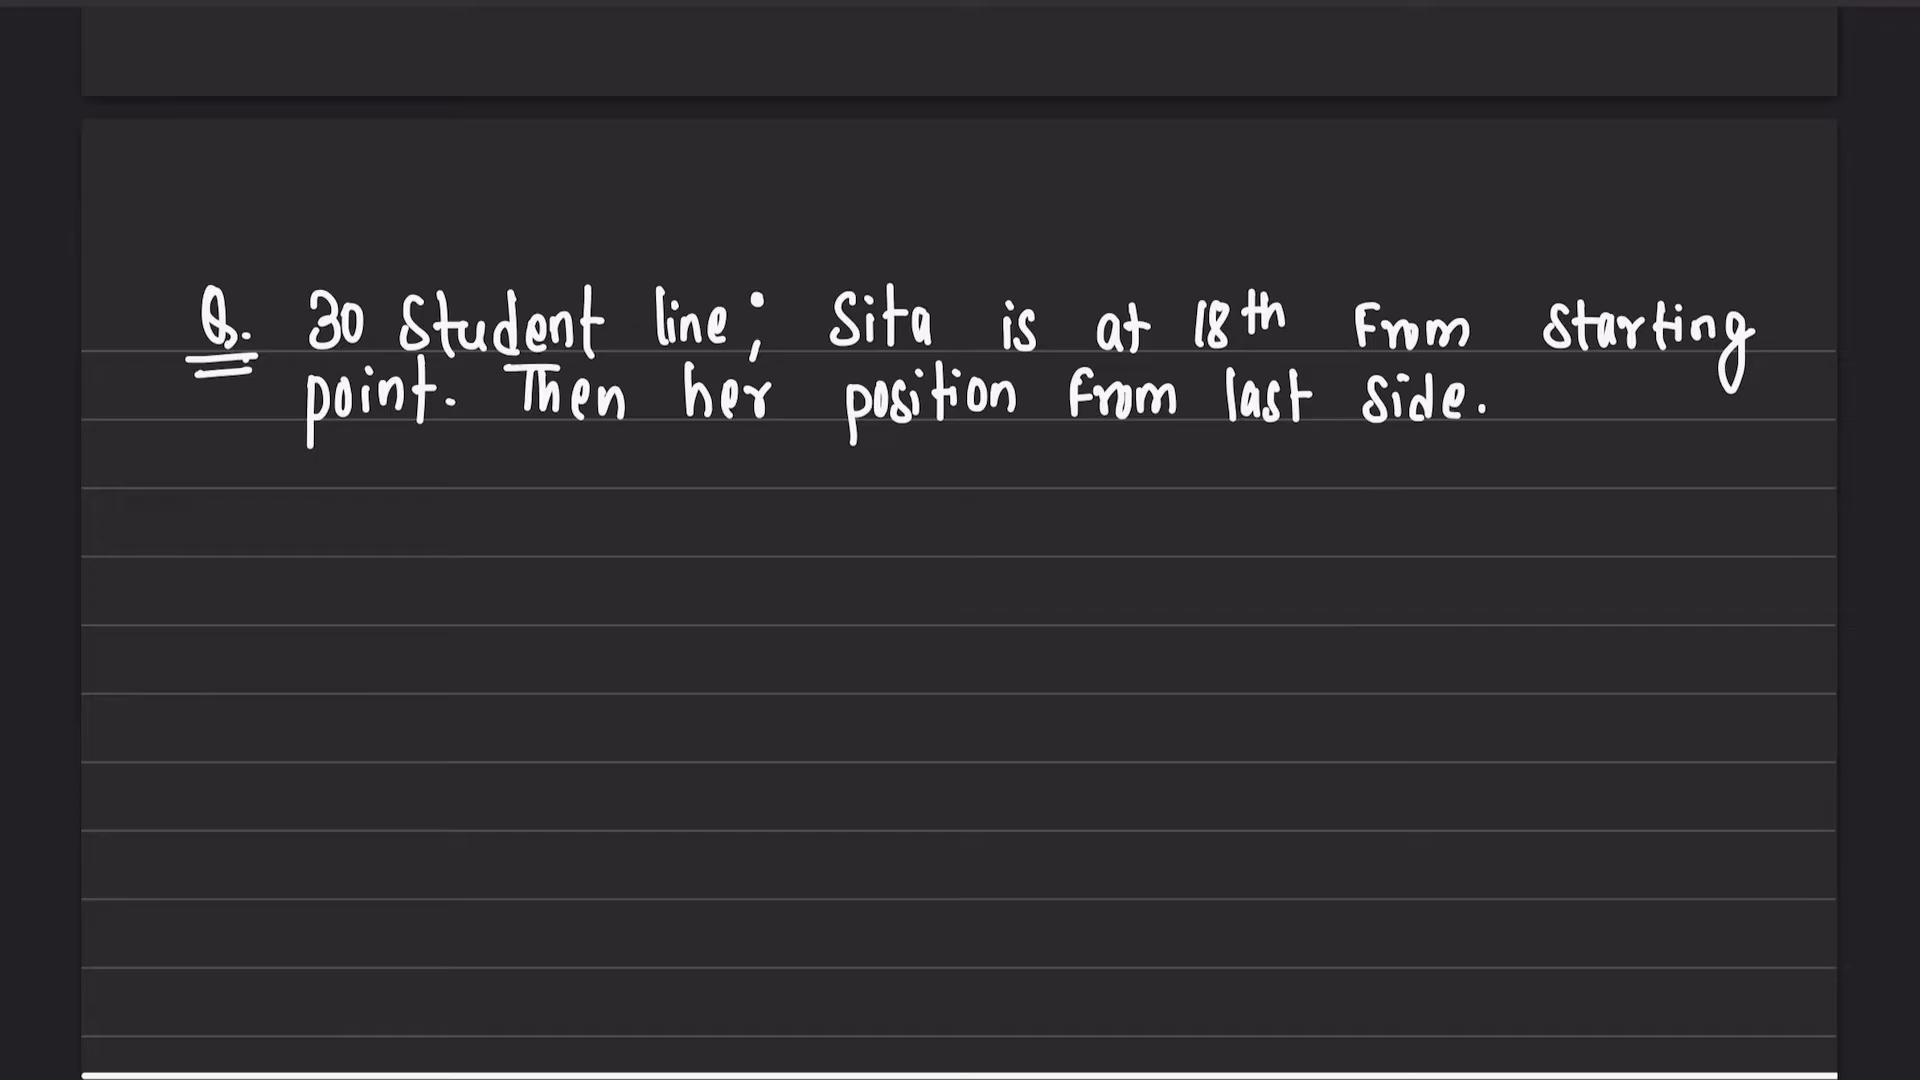 Q. 30 Student line; Sita is at 18th From starting
point. Then her position From last side.